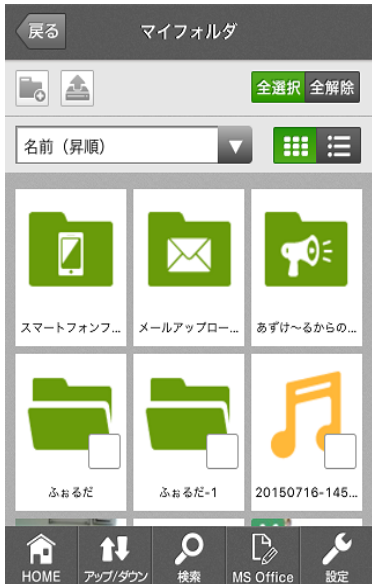 戻る
マイフォルダ
全選択 全解除
名前（昇順）
スマートフォンフ...
メールアップロー...
あずけ～るからの...
ふぉるだ
ふぉるだ-1
20150716-145...
HOME
アップ/ダウン
検索
MS Office
設定